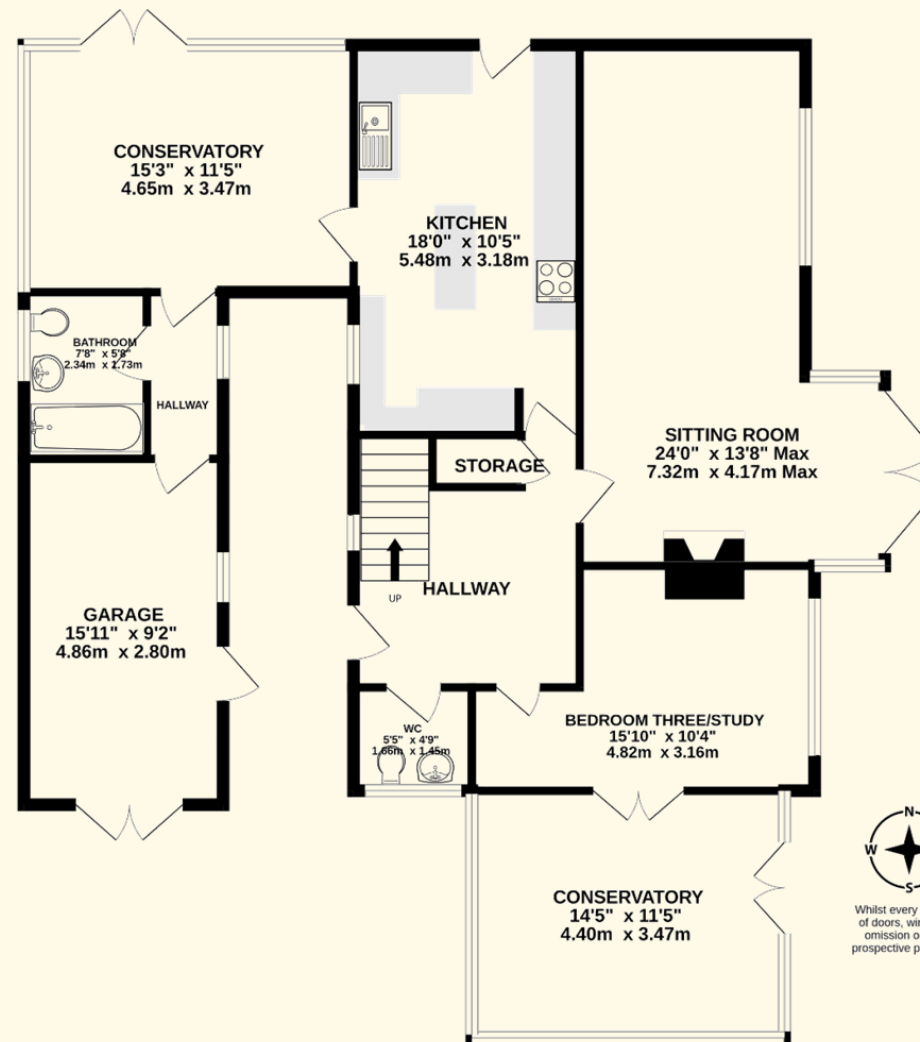 CONSERVATORY
15'3" x 11'5"
4.65m x 3.47m
KITCHEN
18'0" x 10'5"
5.48m x 3.18m
BATHROOM
7'8" x 5'8"
2.34m x 1.73m
HALLWAY
SITTING ROOM
24'0" x 13'8" Max
7.32m x 4.17m Max
STORAGE
UP
HALLWAY
GARAGE
15'11" x 9'2"
4.86m x 2.80m
BEDROOM THREE/STUDY
15'10" x 10'4"
4.82m x 3.16m
WC
5'5" x 4'9"
1.66m x 1.45m
CONSERVATORY
14'5" x 11'5"
4.40m x 3.47m
N
W
S
Whilst every
of doors, win
omission o
prospective p